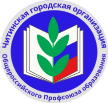 Читинская городская организация
Общероссийского Профсоюза образования